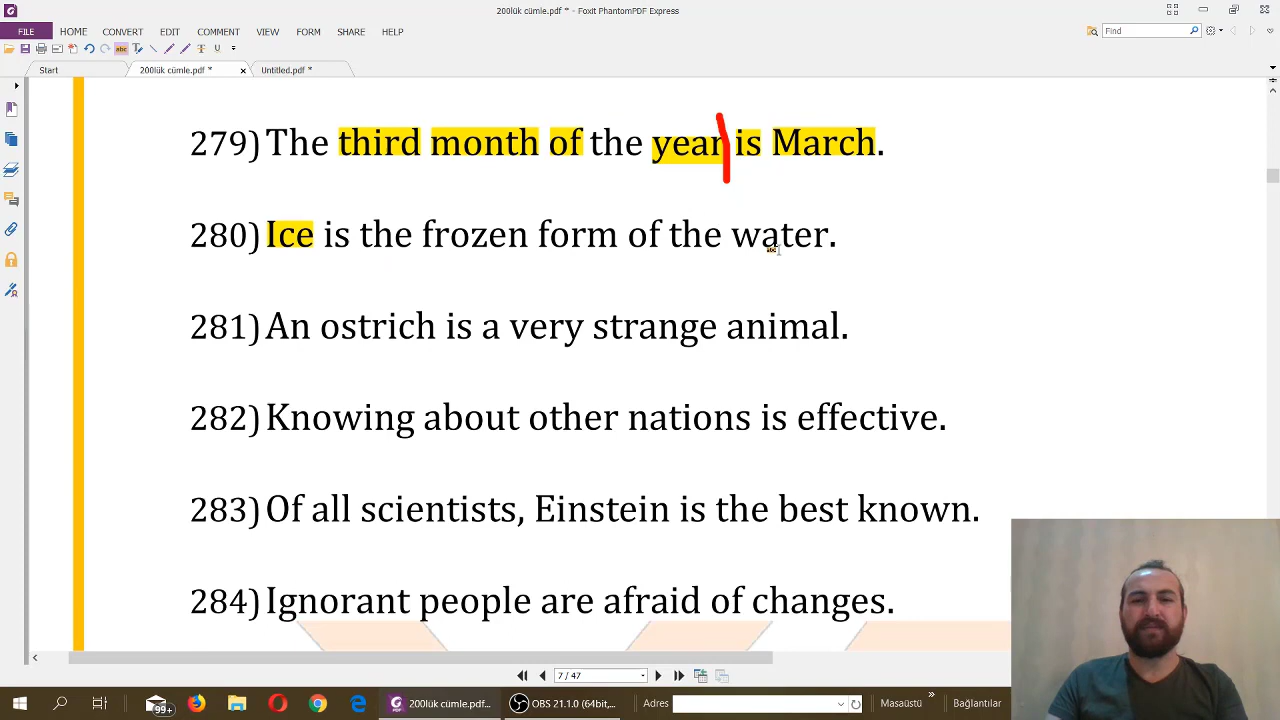 200lük cümle.pdf * - Foxit PhantomPDF Express
FILE HOME CONVERT EDIT COMMENT VIEW FORM SHARE HELP
Find
Start 200lük cümle.pdf * Untitled.pdf *
279) The third month of the year is March.
280) Ice is the frozen form of the water.
281) An ostrich is a very strange animal.
282) Knowing about other nations is effective.
283) Of all scientists, Einstein is the best known.
284) Ignorant people are afraid of changes.
7 / 47
99+ 200lük cümle.pdf... OBS 21.1.0 (64bit,... Adres Masaüstü » Bağlantılar